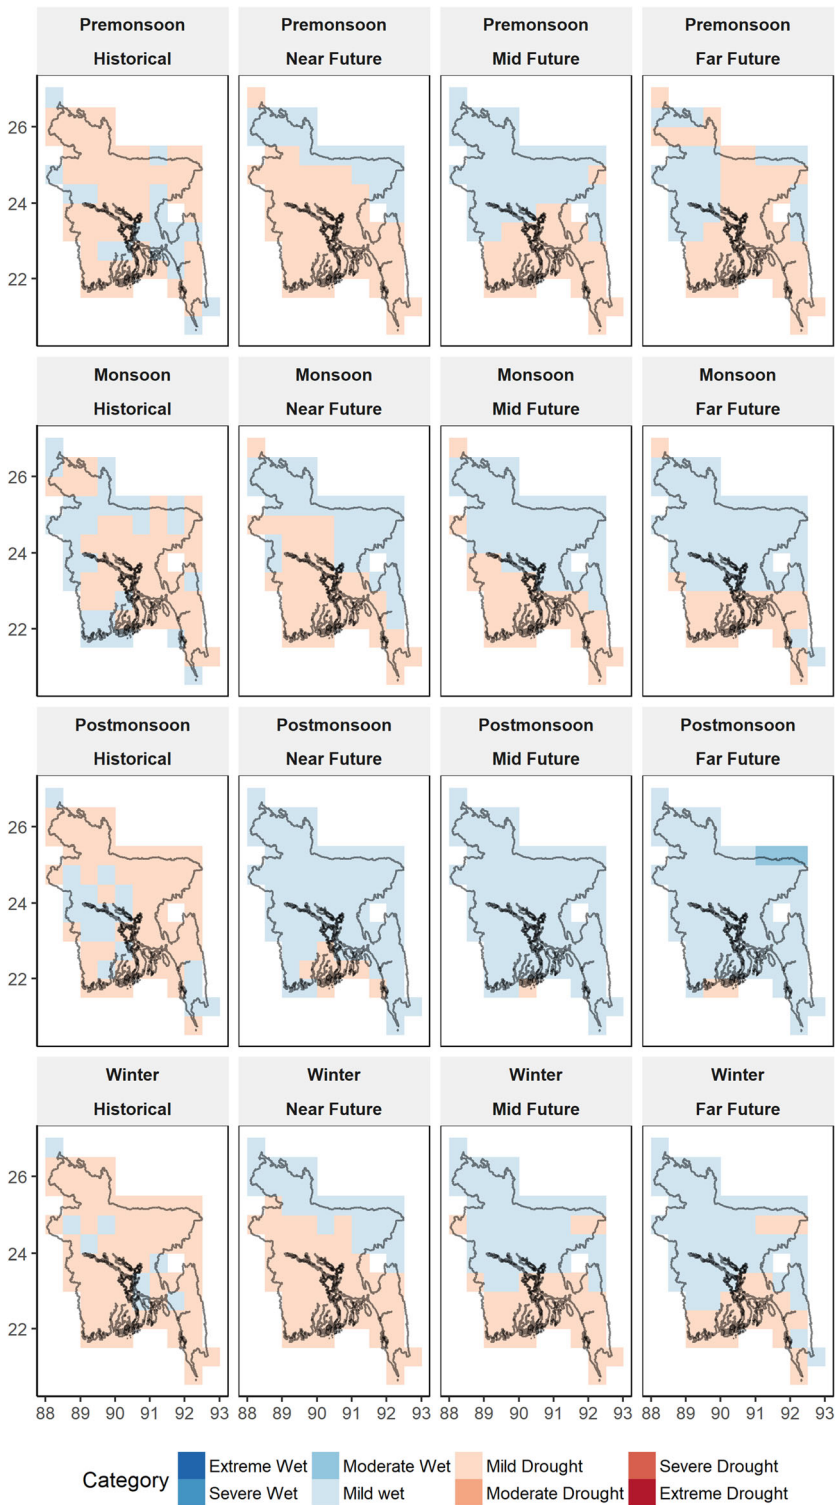 Premonsoon Premonsoon Premonsoon Premonsoon
Historical Near Future Mid Future Far Future
26
24
22
Monsoon Monsoon Monsoon Monsoon
Historical Near Future Mid Future Far Future
26
24
22
Postmonsoon Postmonsoon Postmonsoon Postmonsoon
Historical Near Future Mid Future Far Future
26
24
22
Winter Winter Winter Winter
Historical Near Future Mid Future Far Future
26
24
22
88 89 90 91 92 93 88 89 90 91 92 93 88 89 90 91 92 93 88 89 90 91 92 93
Category
Extreme Wet Moderate Wet Mild Drought Severe Drought
Severe Wet Mild wet Moderate Drought Extreme Drought